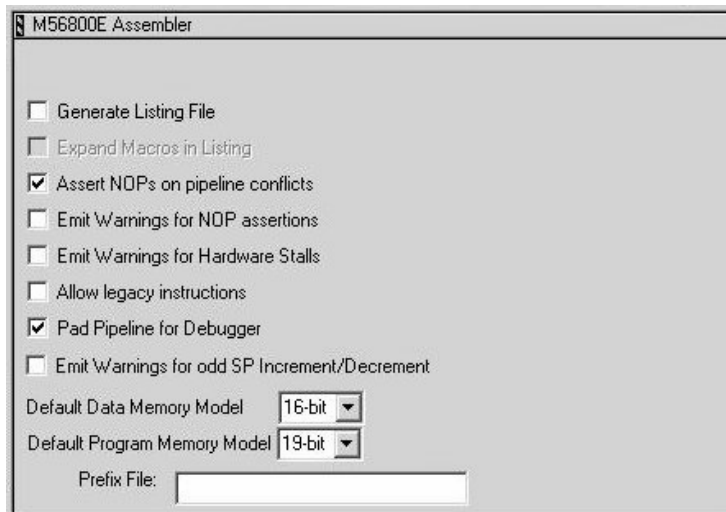 M56800E Assembler
Generate Listing File
Expand Macros in Listing
Assert NOPs on pipeline conflicts
Emit Warnings for NOP assertions
Emit Warnings for Hardware Stalls
Allow legacy instructions
Pad Pipeline for Debugger
Emit Warnings for odd SP Increment/Decrement
Default Data Memory Model 16-bit
Default Program Memory Model 19-bit
Prefix File: